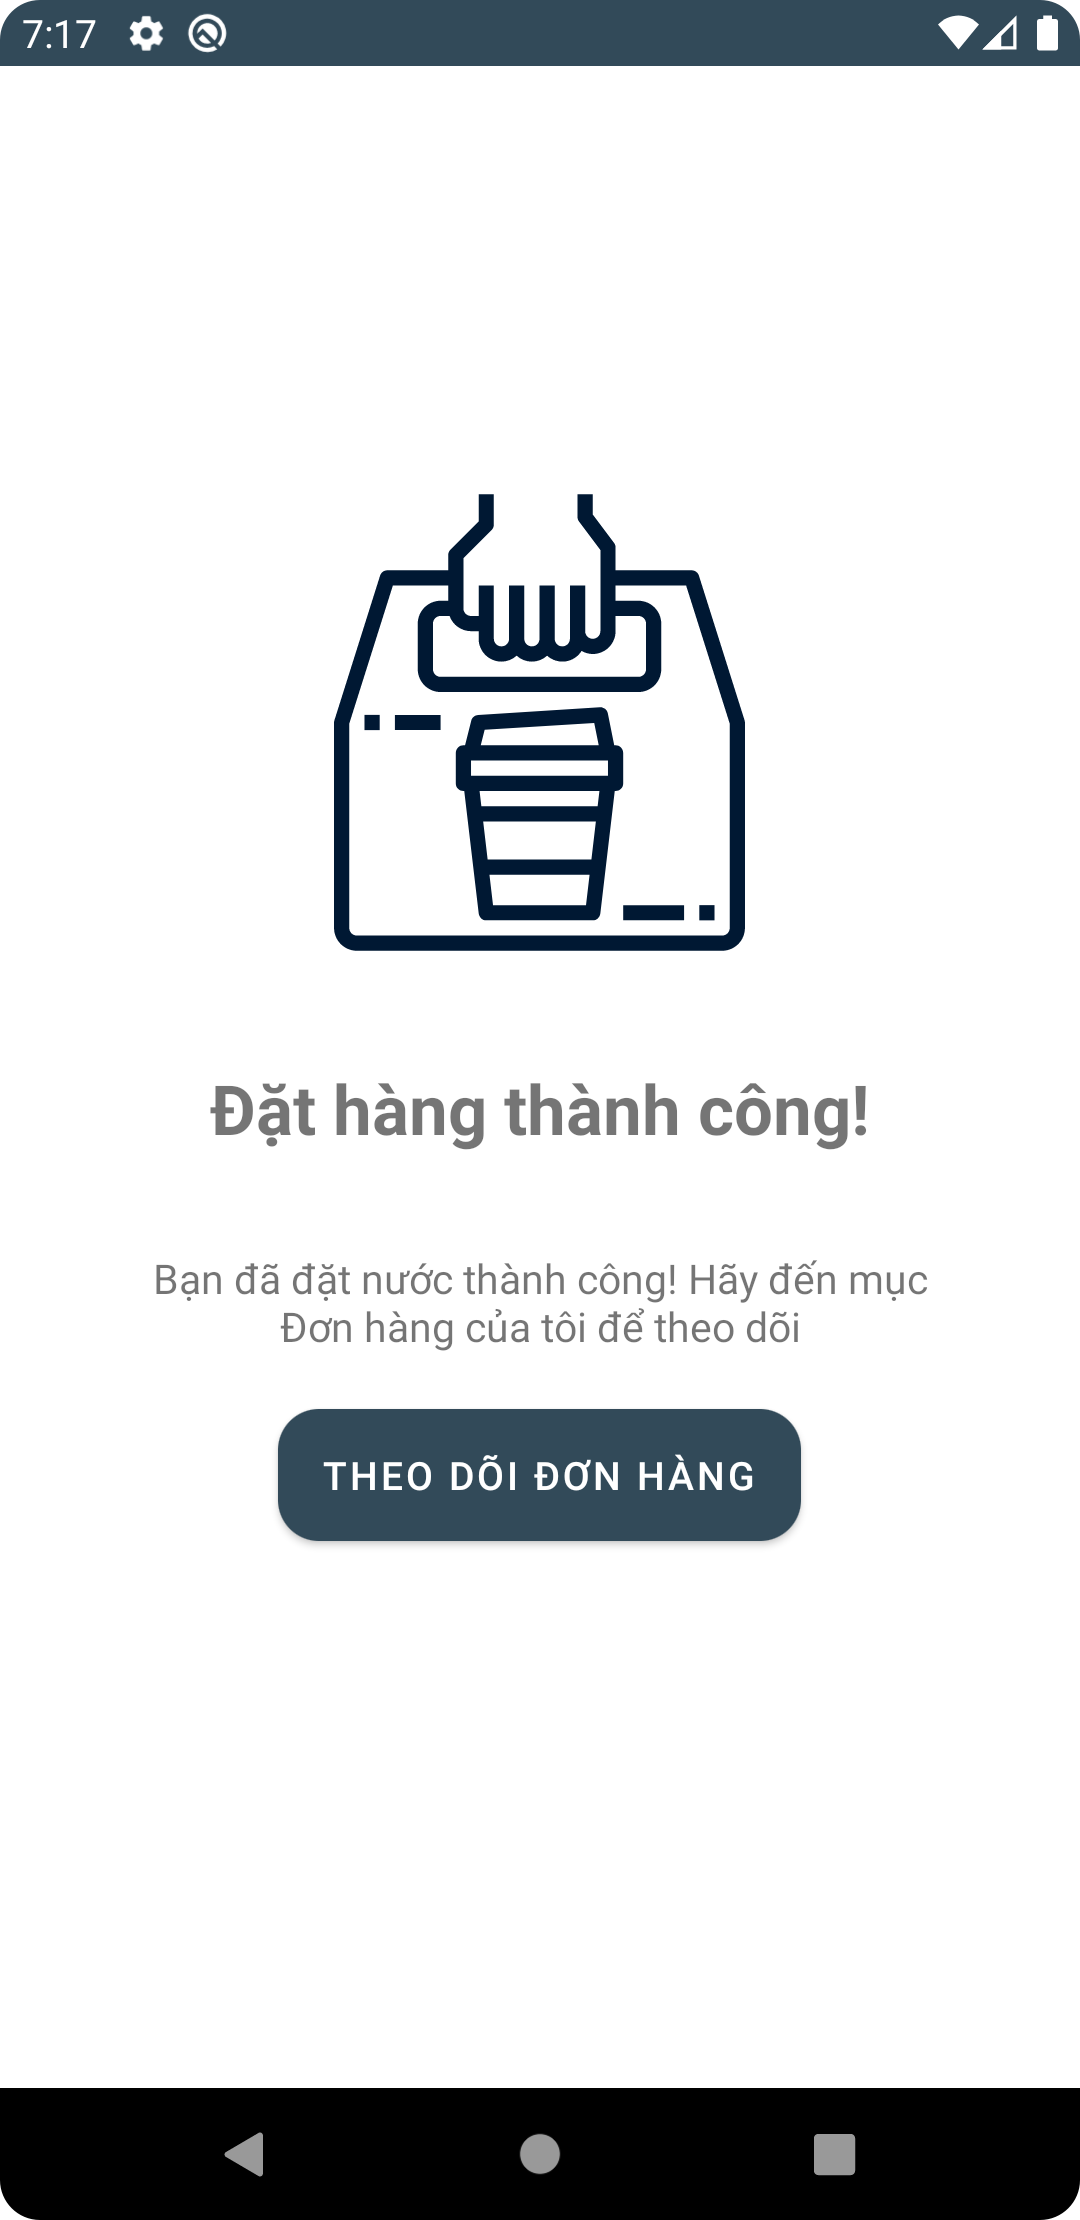 7:17
Đặt hàng thành công!
Bạn đã đặt nước thành công! Hãy đến mục
Đơn hàng của tôi để theo dõi
THEO DÕI ĐƠN HÀNG